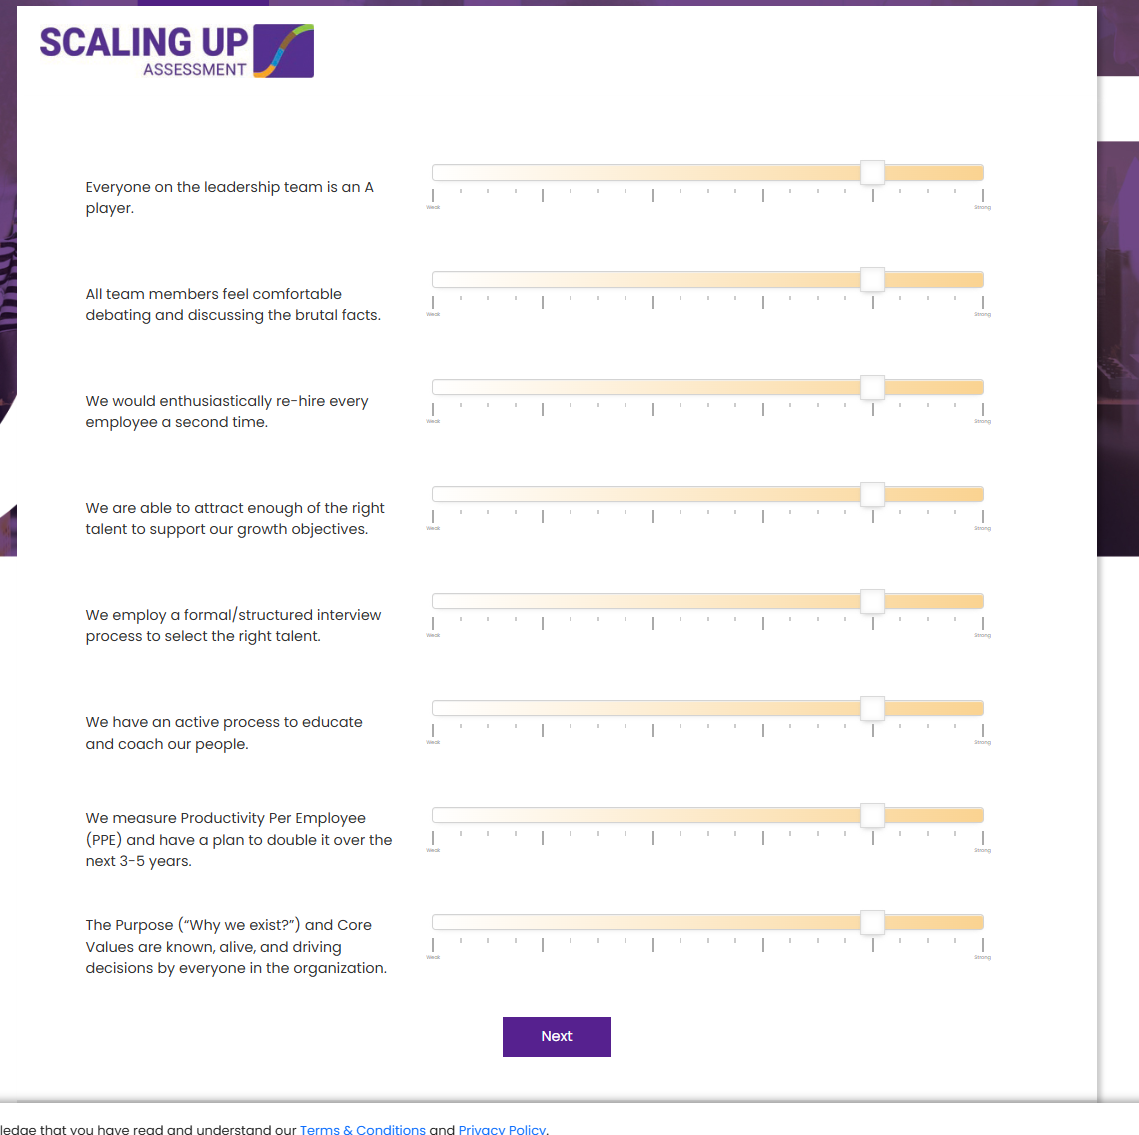 SCALING UP
ASSESSMENT
Everyone on the leadership team is an A
player.
Weak
Strong
All team members feel comfortable
debating and discussing the brutal facts.
Weak
Strong
We would enthusiastically re-hire every
employee a second time.
Weak
Strong
We are able to attract enough of the right
talent to support our growth objectives.
Weak
Strong
We employ a formal/structured interview
process to select the right talent.
Weak
Strong
We have an active process to educate
and coach our people.
Weak
Strong
We measure Productivity Per Employee
(PPE) and have a plan to double it over the
next 3-5 years.
Weak
Strong
The Purpose (“Why we exist?”) and Core
Values are known, alive, and driving
decisions by everyone in the organization.
Weak
Strong
Next
ledge that you have read and understand our Terms & Conditions and Privacy Policy.